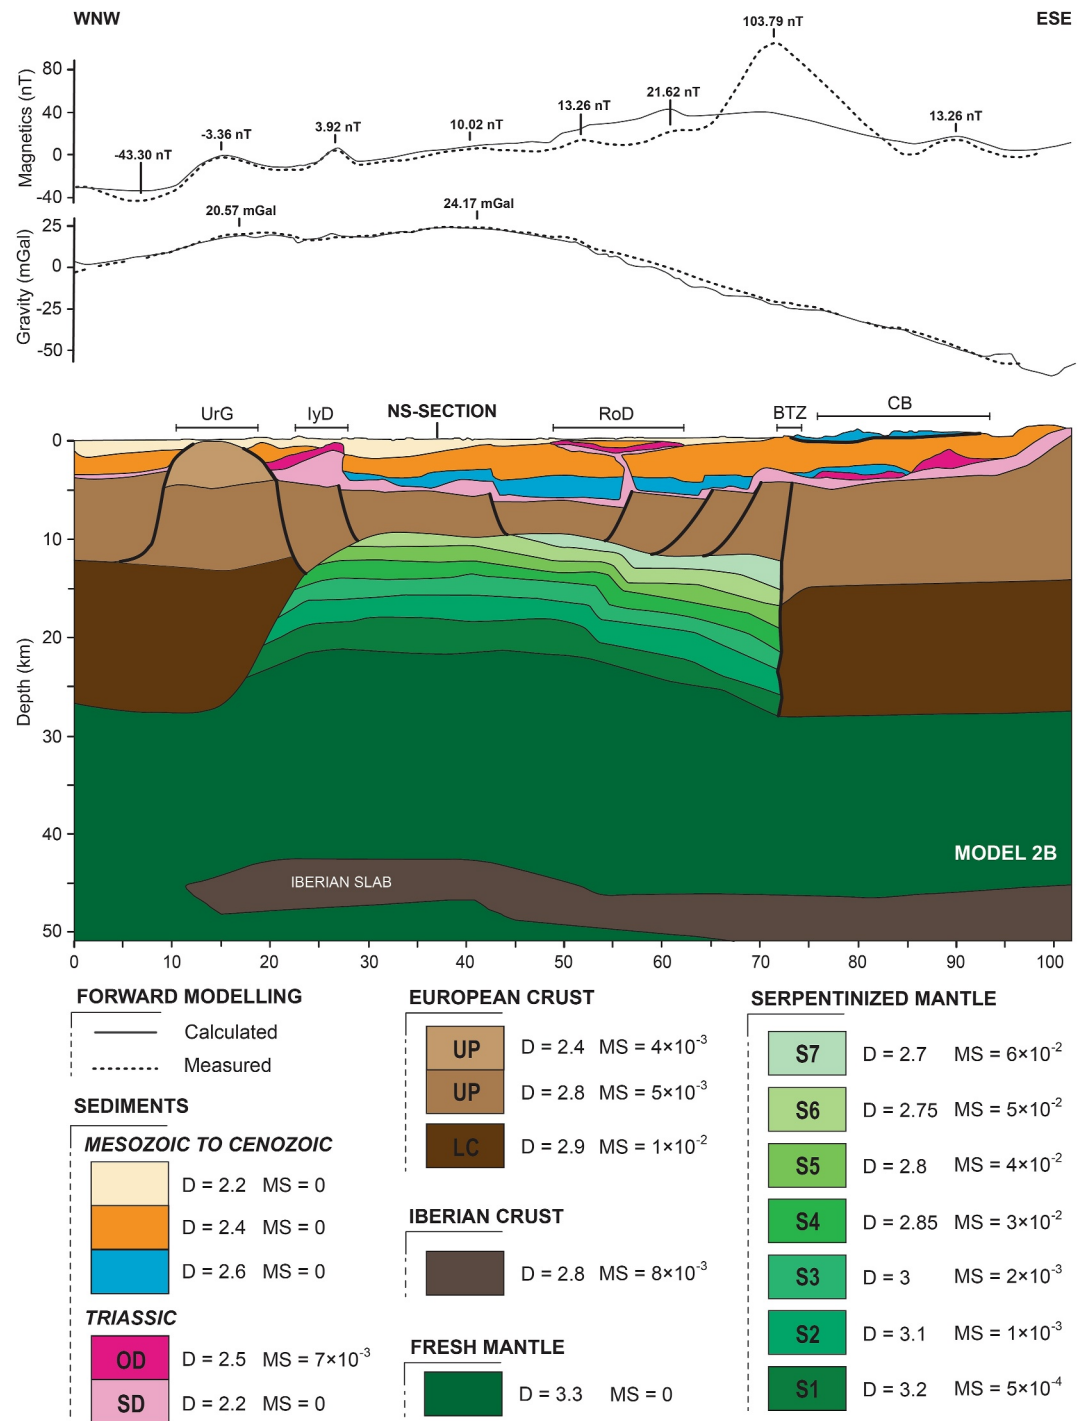 WNW
ESE
103.79 nT
Magnetics (nT)
80
40
0
-40
-43.30 nT
-3.36 nT
3.92 nT
10.02 nT
13.26 nT
21.62 nT
13.26 nT
Gravity (mGal)
25
0
-25
-50
20.57 mGal
24.17 mGal
UrG
IyD
NS-SECTION
RoD
BTZ
CB
Depth (km)
0
10
20
30
40
50
MODEL 2B
IBERIAN SLAB
0 10 20 30 40 50 60 70 80 90 100
FORWARD MODELLING
Calculated
Measured
SEDIMENTS
MESOZOIC TO CENOZOIC
D = 2.2 MS = 0
D = 2.4 MS = 0
D = 2.6 MS = 0
TRIASSIC
OD D = 2.5 MS = 7×10⁻³
SD D = 2.2 MS = 0
EUROPEAN CRUST
UP D = 2.4 MS = 4×10⁻³
UP D = 2.8 MS = 5×10⁻³
LC D = 2.9 MS = 1×10⁻²
IBERIAN CRUST
D = 2.8 MS = 8×10⁻³
FRESH MANTLE
D = 3.3 MS = 0
SERPENTINIZED MANTLE
S7 D = 2.7 MS = 6×10⁻²
S6 D = 2.75 MS = 5×10⁻²
S5 D = 2.8 MS = 4×10⁻²
S4 D = 2.85 MS = 3×10⁻²
S3 D = 3 MS = 2×10⁻³
S2 D = 3.1 MS = 1×10⁻³
S1 D = 3.2 MS = 5×10⁻⁴